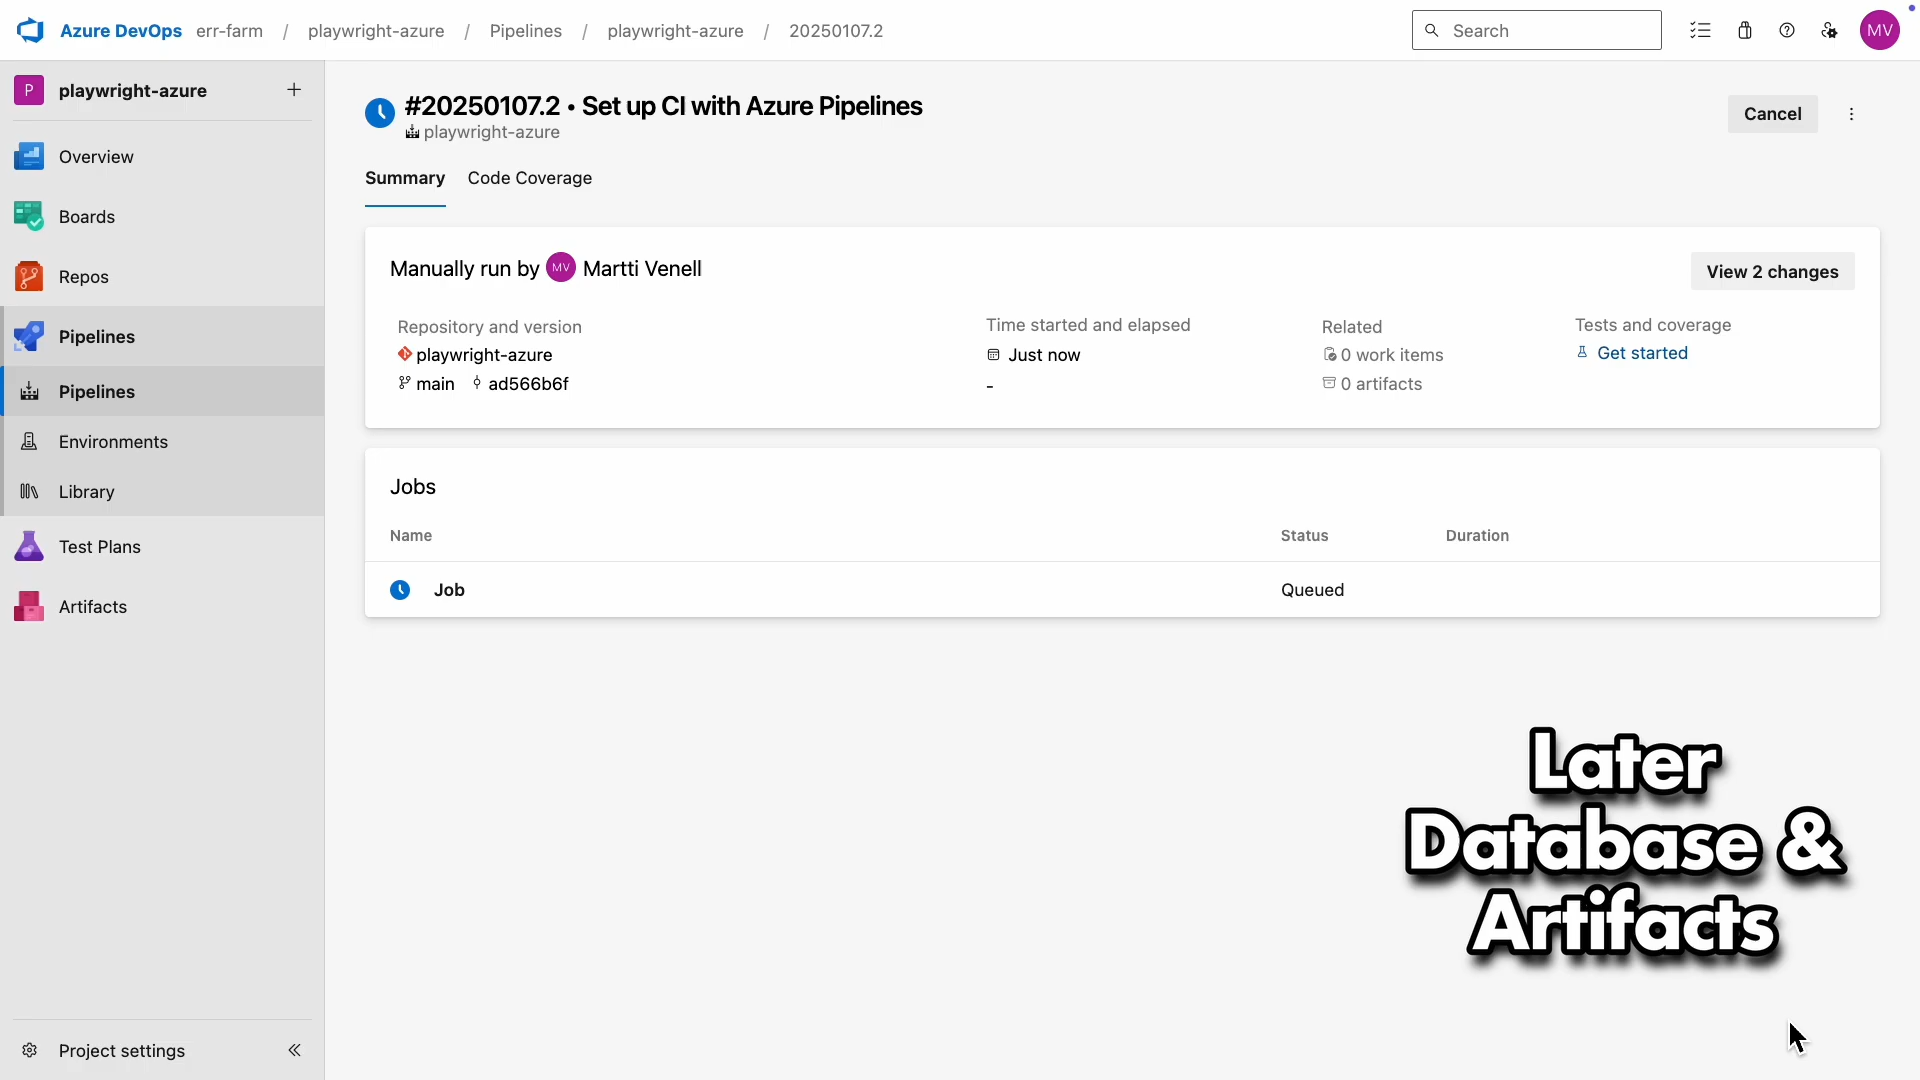 Azure DevOps err-farm / playwright-azure / Pipelines / playwright-azure / 20250107.2
Search
MV
P playwright-azure
Overview
Boards
Repos
Pipelines
Pipelines
Environments
Library
Test Plans
Artifacts
Project settings
#20250107.2 • Set up CI with Azure Pipelines
playwright-azure
Cancel
Summary Code Coverage
Manually run by MV Martti Venell
View 2 changes
Repository and version
playwright-azure
main ad566b6f
Time started and elapsed
Just now
-
Related
0 work items
0 artifacts
Tests and coverage
Get started
Jobs
Name Status Duration
Job Queued
Later
Database &
Artifacts